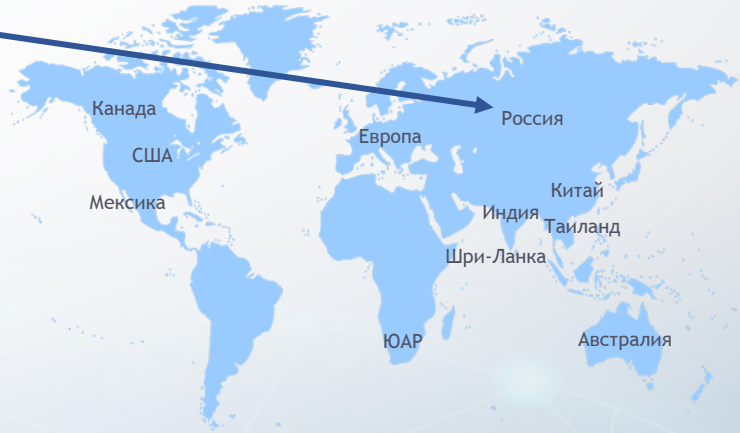 Канада
Россия
Европа
США
Китай
Мексика
Индия
Таиланд
Шри-Ланка
ЮАР
Австралия